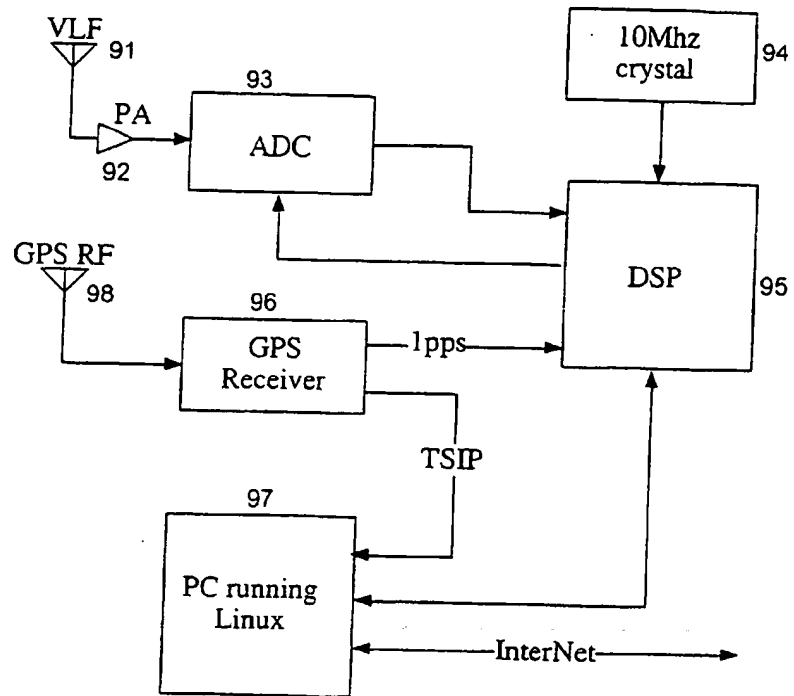 VLF
91
10Mhz
crystal
94
93
PA
ADC
92
GPS RF
98
96
DSP
95
1pps
GPS
Receiver
TSIP
97
PC running
Linux
InterNet